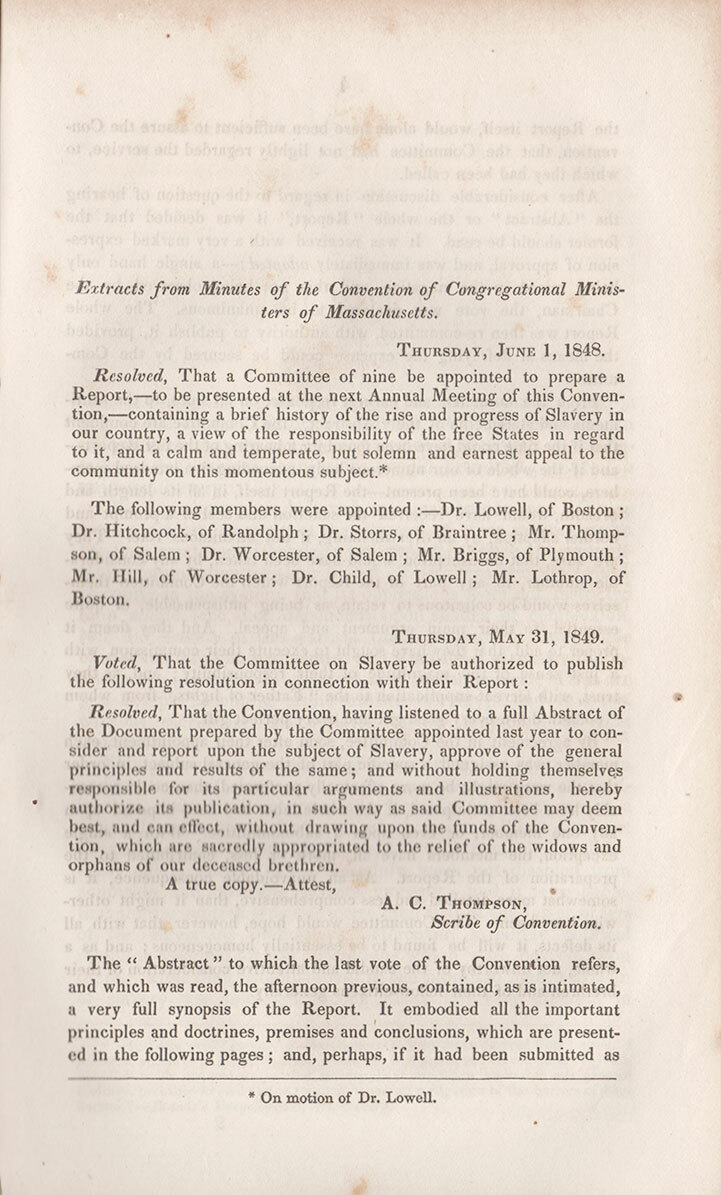 Extracts from Minutes of the Convention of Congregational Minis-
ters of Massachusetts.
Thursday, June 1, 1848.
Resolved, That a Committee of nine be appointed to prepare a
Report,—to be presented at the next Annual Meeting of this Conven-
tion,—containing a brief history of the rise and progress of Slavery in
our country, a view of the responsibility of the free States in regard
to it, and a calm and temperate, but solemn and earnest appeal to the
community on this momentous subject.*
The following members were appointed :—Dr. Lowell, of Boston ;
Dr. Hitchcock, of Randolph ; Dr. Storrs, of Braintree ; Mr. Thomp-
son, of Salem ; Dr. Worcester, of Salem ; Mr. Briggs, of Plymouth ;
Mr. Hill, of Worcester ; Dr. Child, of Lowell ; Mr. Lothrop, of
Boston.
Thursday, May 31, 1849.
Voted, That the Committee on Slavery be authorized to publish
the following resolution in connection with their Report :
Resolved, That the Convention, having listened to a full Abstract of
the Document prepared by the Committee appointed last year to con-
sider and report upon the subject of Slavery, approve of the general
principles and results of the same ; and without holding themselves
responsible for its particular arguments and illustrations, hereby
authorize its publication, in such way as said Committee may deem
best, and can effect, without drawing upon the funds of the Conven-
tion, which are sacredly appropriated to the relief of the widows and
orphans of our deceased brethren.
A true copy.—Attest,
A. C. Thompson,
Scribe of Convention.
The “ Abstract ” to which the last vote of the Convention refers,
and which was read, the afternoon previous, contained, as is intimated,
a very full synopsis of the Report. It embodied all the important
principles and doctrines, premises and conclusions, which are present-
ed in the following pages ; and, perhaps, if it had been submitted as
* On motion of Dr. Lowell.